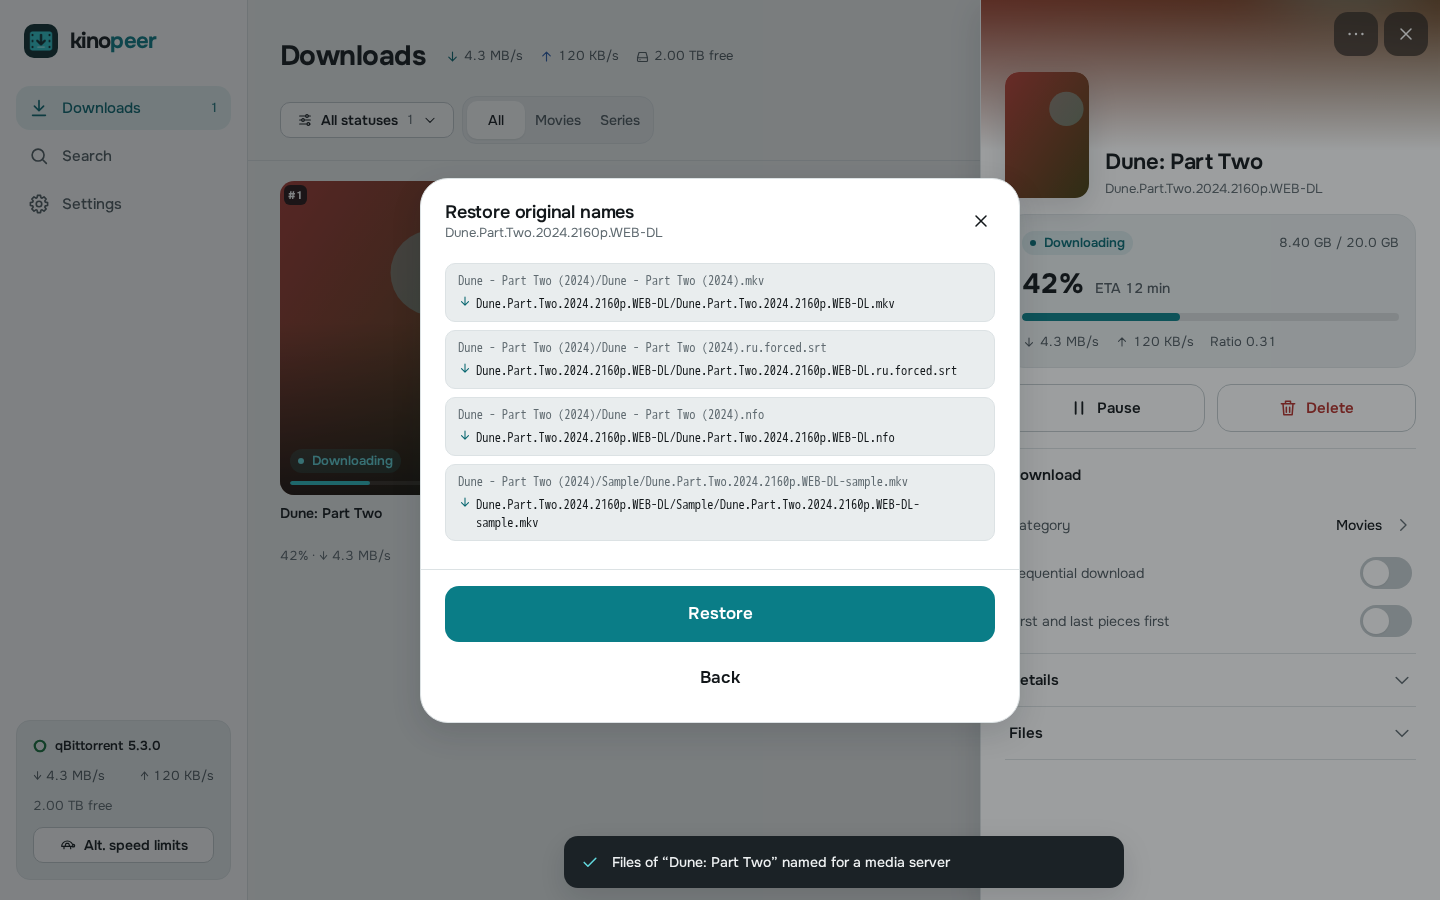 kinopeer
Downloads
1
Search
Settings
qBittorrent 5.3.0
4.3 MB/s
120 KB/s
2.00 TB free
Alt. speed limits
Downloads
4.3 MB/s
120 KB/s
2.00 TB free
All statuses
1
All
Movies
Series
#1
Downloading
Dune: Part Two
42% · ↓ 4.3 MB/s
Restore original names
Dune.Part.Two.2024.2160p.WEB-DL
Dune - Part Two (2024)/Dune - Part Two (2024).mkv
↓ Dune.Part.Two.2024.2160p.WEB-DL/Dune.Part.Two.2024.2160p.WEB-DL.mkv
Dune - Part Two (2024)/Dune - Part Two (2024).ru.forced.srt
↓ Dune.Part.Two.2024.2160p.WEB-DL/Dune.Part.Two.2024.2160p.WEB-DL.ru.forced.srt
Dune - Part Two (2024)/Dune - Part Two (2024).nfo
↓ Dune.Part.Two.2024.2160p.WEB-DL/Dune.Part.Two.2024.2160p.WEB-DL.nfo
Dune - Part Two (2024)/Sample/Dune.Part.Two.2024.2160p.WEB-DL-sample.mkv
↓ Dune.Part.Two.2024.2160p.WEB-DL/Sample/Dune.Part.Two.2024.2160p.WEB-DL-
sample.mkv
Restore
Back
Dune: Part Two
Dune.Part.Two.2024.2160p.WEB-DL
Downloading
8.40 GB / 20.0 GB
42%
ETA 12 min
↓ 4.3 MB/s
↑ 120 KB/s
Ratio 0.31
Pause
Delete
ownload
ategory
Movies
equential download
rst and last pieces first
etails
Files
Files of “Dune: Part Two” named for a media server